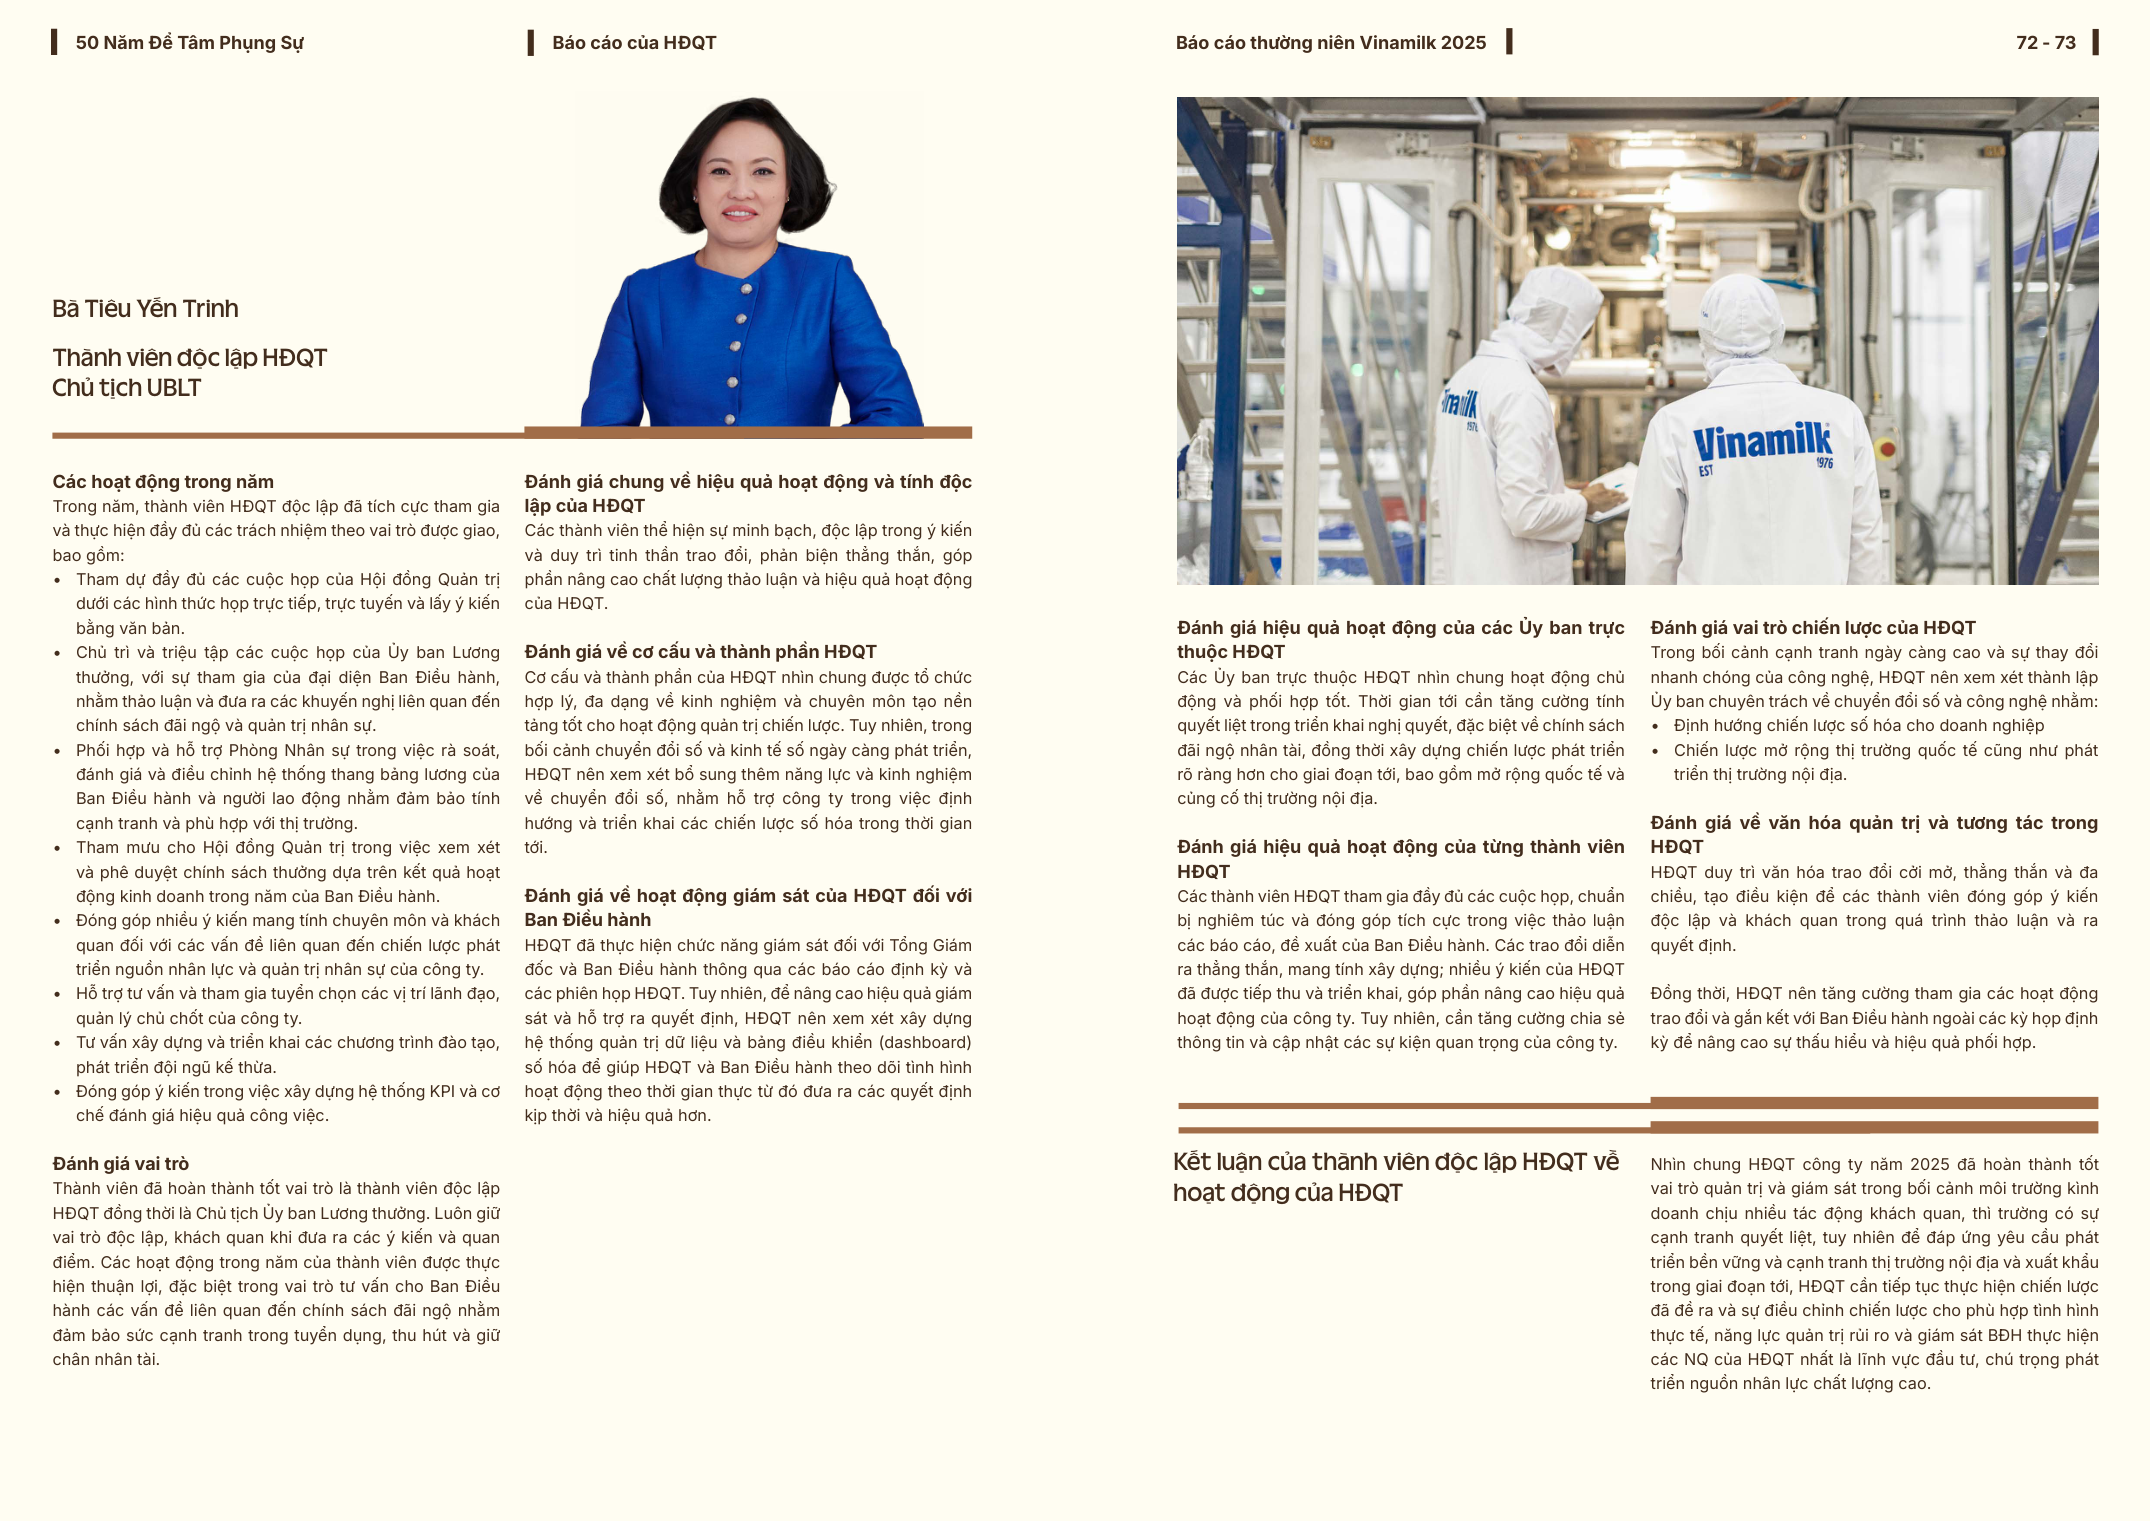 50 Năm Để Tâm Phụng Sự
Báo cáo của HĐQT
Báo cáo thường niên Vinamilk 2025
72 - 73
Bà Tiêu Yến Trinh
Thành viên độc lập HĐQT
Chủ tịch UBLT
Các hoạt động trong năm
Trong năm, thành viên HĐQT độc lập đã tích cực tham gia
và thực hiện đầy đủ các trách nhiệm theo vai trò được giao,
bao gồm:
• Tham dự đầy đủ các cuộc họp của Hội đồng Quản trị
dưới các hình thức họp trực tiếp, trực tuyến và lấy ý kiến
bằng văn bản.
• Chủ trì và triệu tập các cuộc họp của Ủy ban Lương
thưởng, với sự tham gia của đại diện Ban Điều hành,
nhằm thảo luận và đưa ra các khuyến nghị liên quan đến
chính sách đãi ngộ và quản trị nhân sự.
• Phối hợp và hỗ trợ Phòng Nhân sự trong việc rà soát,
đánh giá và điều chỉnh hệ thống thang bảng lương của
Ban Điều hành và người lao động nhằm đảm bảo tính
cạnh tranh và phù hợp với thị trường.
• Tham mưu cho Hội đồng Quản trị trong việc xem xét
và phê duyệt chính sách thưởng dựa trên kết quả hoạt
động kinh doanh trong năm của Ban Điều hành.
• Đóng góp nhiều ý kiến mang tính chuyên môn và khách
quan đối với các vấn đề liên quan đến chiến lược phát
triển nguồn nhân lực và quản trị nhân sự của công ty.
• Hỗ trợ tư vấn và tham gia tuyển chọn các vị trí lãnh đạo,
quản lý chủ chốt của công ty.
• Tư vấn xây dựng và triển khai các chương trình đào tạo,
phát triển đội ngũ kế thừa.
• Đóng góp ý kiến trong việc xây dựng hệ thống KPI và cơ
chế đánh giá hiệu quả công việc.
Đánh giá vai trò
Thành viên đã hoàn thành tốt vai trò là thành viên độc lập
HĐQT đồng thời là Chủ tịch Ủy ban Lương thưởng. Luôn giữ
vai trò độc lập, khách quan khi đưa ra các ý kiến và quan
điểm. Các hoạt động trong năm của thành viên được thực
hiện thuận lợi, đặc biệt trong vai trò tư vấn cho Ban Điều
hành các vấn đề liên quan đến chính sách đãi ngộ nhằm
đảm bảo sức cạnh tranh trong tuyển dụng, thu hút và giữ
chân nhân tài.
Đánh giá chung về hiệu quả hoạt động và tính độc
lập của HĐQT
Các thành viên thể hiện sự minh bạch, độc lập trong ý kiến
và duy trì tinh thần trao đổi, phản biện thẳng thắn, góp
phần nâng cao chất lượng thảo luận và hiệu quả hoạt động
của HĐQT.
Đánh giá về cơ cấu và thành phần HĐQT
Cơ cấu và thành phần của HĐQT nhìn chung được tổ chức
hợp lý, đa dạng về kinh nghiệm và chuyên môn tạo nền
tảng tốt cho hoạt động quản trị chiến lược. Tuy nhiên, trong
bối cảnh chuyển đổi số và kinh tế số ngày càng phát triển,
HĐQT nên xem xét bổ sung thêm năng lực và kinh nghiệm
về chuyển đổi số, nhằm hỗ trợ công ty trong việc định
hướng và triển khai các chiến lược số hóa trong thời gian
tới.
Đánh giá về hoạt động giám sát của HĐQT đối với
Ban Điều hành
HĐQT đã thực hiện chức năng giám sát đối với Tổng Giám
đốc và Ban Điều hành thông qua các báo cáo định kỳ và
các phiên họp HĐQT. Tuy nhiên, để nâng cao hiệu quả giám
sát và hỗ trợ ra quyết định, HĐQT nên xem xét xây dựng
hệ thống quản trị dữ liệu và bảng điều khiển (dashboard)
số hóa để giúp HĐQT và Ban Điều hành theo dõi tình hình
hoạt động theo thời gian thực từ đó đưa ra các quyết định
kịp thời và hiệu quả hơn.
Vinamilk
1976
Vinamilk
EST 1976
Đánh giá hiệu quả hoạt động của các Ủy ban trực
thuộc HĐQT
Các Ủy ban trực thuộc HĐQT nhìn chung hoạt động chủ
động và phối hợp tốt. Thời gian tới cần tăng cường tính
quyết liệt trong triển khai nghị quyết, đặc biệt về chính sách
đãi ngộ nhân tài, đồng thời xây dựng chiến lược phát triển
rõ ràng hơn cho giai đoạn tới, bao gồm mở rộng quốc tế và
củng cố thị trường nội địa.
Đánh giá hiệu quả hoạt động của từng thành viên
HĐQT
Các thành viên HĐQT tham gia đầy đủ các cuộc họp, chuẩn
bị nghiêm túc và đóng góp tích cực trong việc thảo luận
các báo cáo, đề xuất của Ban Điều hành. Các trao đổi diễn
ra thẳng thắn, mang tính xây dựng; nhiều ý kiến của HĐQT
đã được tiếp thu và triển khai, góp phần nâng cao hiệu quả
hoạt động của công ty. Tuy nhiên, cần tăng cường chia sẻ
thông tin và cập nhật các sự kiện quan trọng của công ty.
Đánh giá vai trò chiến lược của HĐQT
Trong bối cảnh cạnh tranh ngày càng cao và sự thay đổi
nhanh chóng của công nghệ, HĐQT nên xem xét thành lập
Ủy ban chuyên trách về chuyển đổi số và công nghệ nhằm:
• Định hướng chiến lược số hóa cho doanh nghiệp
• Chiến lược mở rộng thị trường quốc tế cũng như phát
triển thị trường nội địa.
Đánh giá về văn hóa quản trị và tương tác trong
HĐQT
HĐQT duy trì văn hóa trao đổi cởi mở, thẳng thắn và đa
chiều, tạo điều kiện để các thành viên đóng góp ý kiến
độc lập và khách quan trong quá trình thảo luận và ra
quyết định.
Đồng thời, HĐQT nên tăng cường tham gia các hoạt động
trao đổi và gắn kết với Ban Điều hành ngoài các kỳ họp định
kỳ để nâng cao sự thấu hiểu và hiệu quả phối hợp.
Kết luận của thành viên độc lập HĐQT về
hoạt động của HĐQT
Nhìn chung HĐQT công ty năm 2025 đã hoàn thành tốt
vai trò quản trị và giám sát trong bối cảnh môi trường kình
doanh chịu nhiều tác động khách quan, thì trường có sự
cạnh tranh quyết liệt, tuy nhiên để đáp ứng yêu cầu phát
triển bền vững và cạnh tranh thị trường nội địa và xuất khẩu
trong giai đoạn tới, HĐQT cần tiếp tục thực hiện chiến lược
đã đề ra và sự điều chỉnh chiến lược cho phù hợp tình hình
thực tế, năng lực quản trị rủi ro và giám sát BĐH thực hiện
các NQ của HĐQT nhất là lĩnh vực đầu tư, chú trọng phát
triển nguồn nhân lực chất lượng cao.